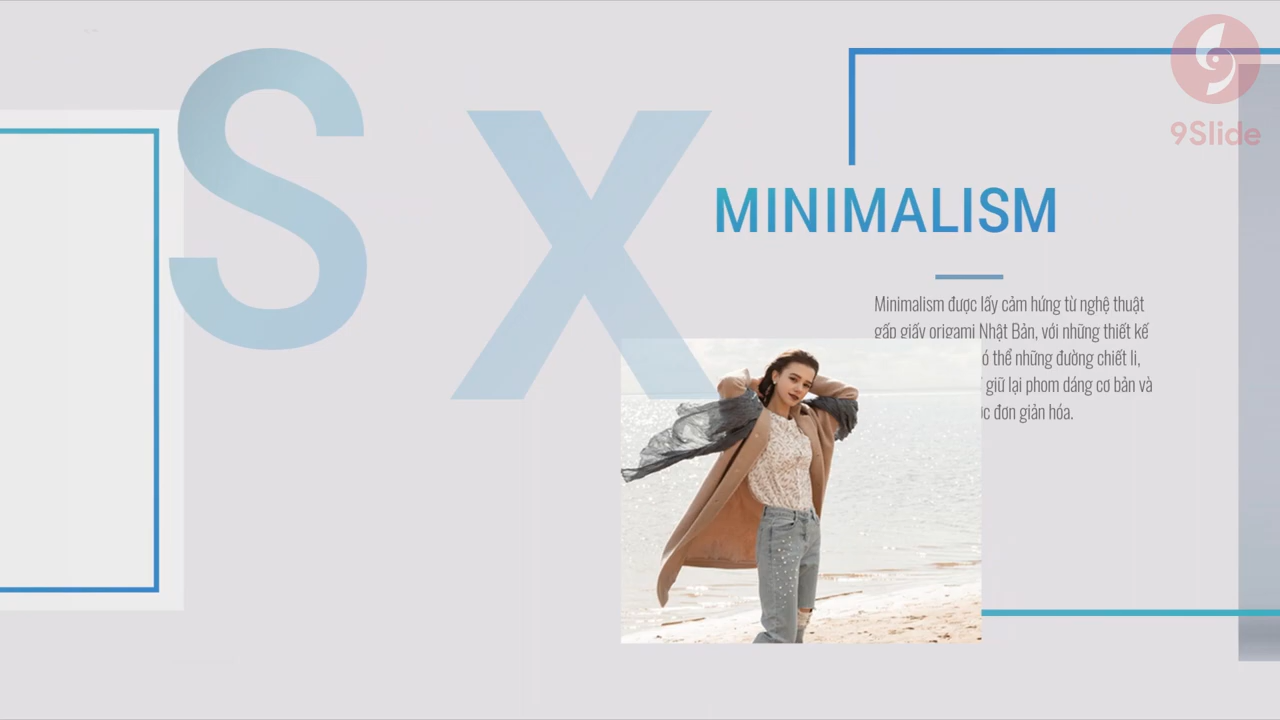 S X
9Slide
MINIMALISM
Minimalism được lấy cảm hứng từ nghệ thuật
gấp giấy origami Nhật Bản, với những thiết kế
thể những đường chiết li,
giữ lại phom dáng cơ bản và
đơn giản hóa.